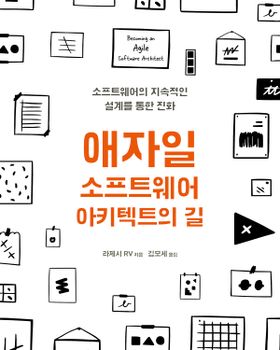 Becoming an
Agile
Software Architect
소프트웨어의 지속적인
설계를 통한 진화
애자일
소프트웨어
아키텍트의 길
라제시 RV 지음 김모세 옮김